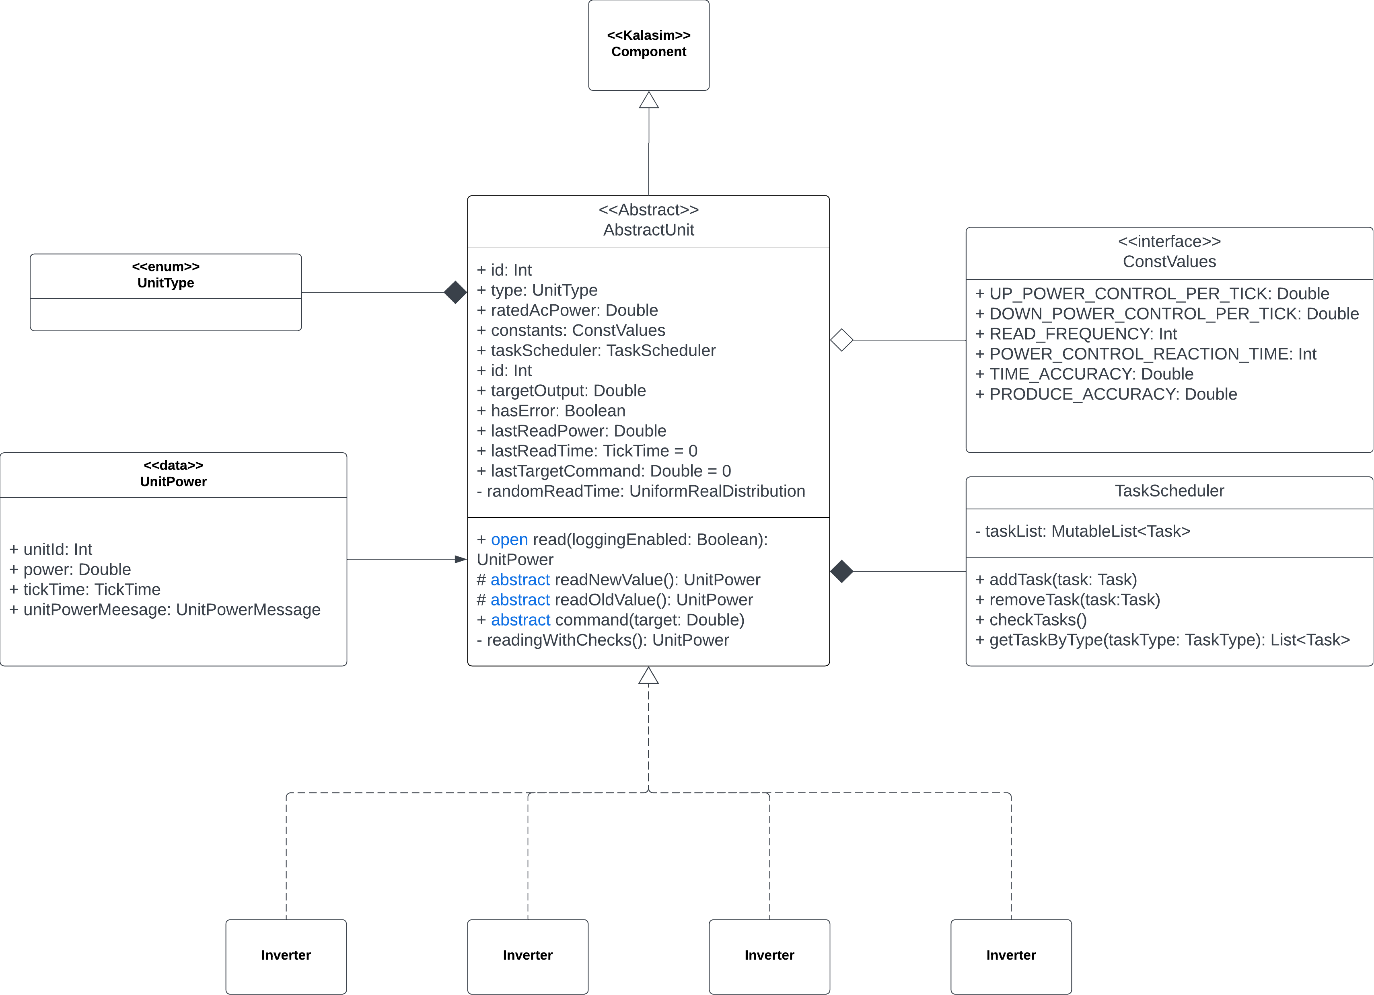 <<Kalasim>>
Component
<<Abstract>>
AbstractUnit
+ id: Int
+ type: UnitType
+ ratedAcPower: Double
+ constants: ConstValues
+ taskScheduler: TaskScheduler
+ id: Int
+ targetOutput: Double
+ hasError: Boolean
+ lastReadPower: Double
+ lastReadTime: TickTime = 0
+ lastTargetCommand: Double = 0
- randomReadTime: UniformRealDistribution
+ open read(loggingEnabled: Boolean):
UnitPower
# abstract readNewValue(): UnitPower
# abstract readOldValue(): UnitPower
+ abstract command(target: Double)
- readingWithChecks(): UnitPower
<<enum>>
UnitType
<<data>>
UnitPower
+ unitId: Int
+ power: Double
+ tickTime: TickTime
+ unitPowerMeesage: UnitPowerMessage
<<interface>>
ConstValues
+ UP_POWER_CONTROL_PER_TICK: Double
+ DOWN_POWER_CONTROL_PER_TICK: Double
+ READ_FREQUENCY: Int
+ POWER_CONTROL_REACTION_TIME: Int
+ TIME_ACCURACY: Double
+ PRODUCE_ACCURACY: Double
TaskScheduler
- taskList: MutableList<Task>
+ addTask(task: Task)
+ removeTask(task:Task)
+ checkTasks()
+ getTaskByType(taskType: TaskType): List<Task>
Inverter
Inverter
Inverter
Inverter